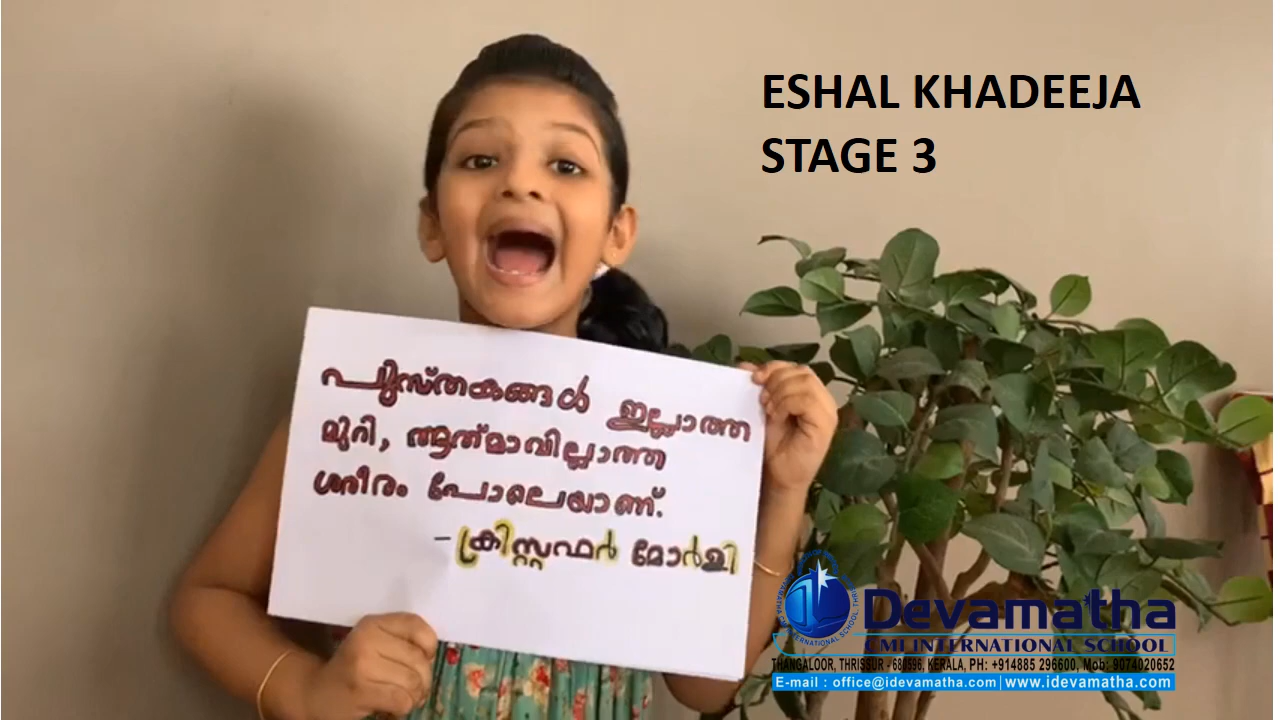 ESHAL KHADEEJA
STAGE 3
പുസ്തകങ്ങൾ ഇല്ലാത്ത
മുറി, ആത്മാവില്ലാത്ത
ശരീരം പോലെയാണ്.
- ക്രിസ്റ്റഫർ മോർളി
Devamatha
CMI INTERNATIONAL SCHOOL
THANGALOOR, THRISSUR - 680596, KERALA, PH: +914885 296600, Mob: 9074020652
E-mail : office@idevamatha.com | www.idevamatha.com